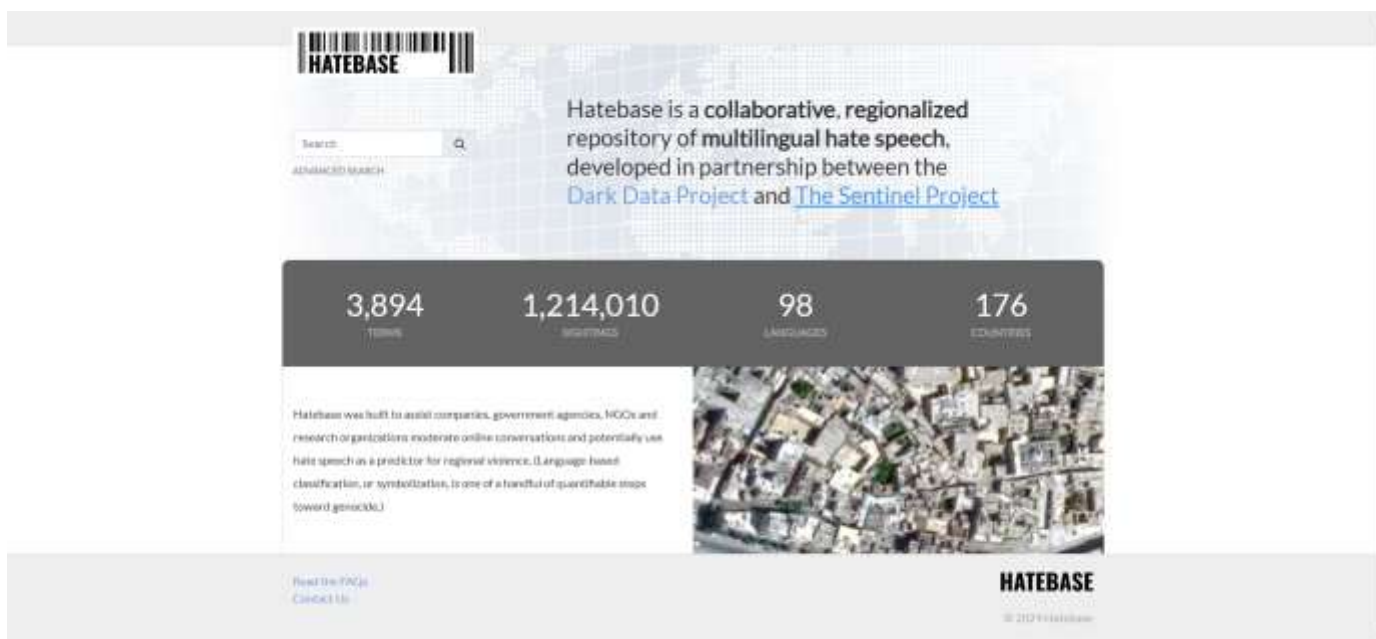 HATEBASE
Hatebase is a collaborative, regionalized
repository of multilingual hate speech,
developed in partnership between the
Dark Data Project and The Sentinel Project
Search
ADVANCED SEARCH
3,894
TERMS
1,214,010
SIGHTINGS
98
LANGUAGES
176
COUNTRIES
Hatebase was built to assist companies, government agencies, NGOs and
research organizations moderate online conversations and potentially use
hate speech as a predictor for regional violence. (Language-based
classification, or symbolization, is one of a handful of quantifiable steps
toward genocide.)
Read the FAQs
Contact Us
HATEBASE
Hatebase